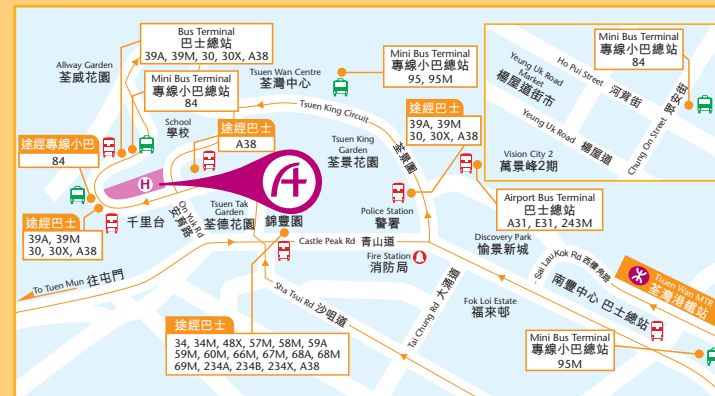 Bus Terminal
巴士總站
39A, 39M, 30, 30X, A38
Allway Garden
荃威花園
Mini Bus Terminal
專線小巴總站
84
School
學校
途經巴士
A38
途經專線小巴
84
Tsuen Wan Centre
荃灣中心
Mini Bus Terminal
專線小巴總站
95, 95M
Tsuen King Circuit
荃景圍
Tsuen King
Garden
荃景花園
途經巴士
39A, 39M
30, 30X, A38
Yeung Uk Road
Market
楊屋道街市
Ho Pui Street 河背街
Mini Bus Terminal
專線小巴總站
84
Yeung Uk Road 楊屋道
Chung On Street 眾安街
Vision City 2
萬景峰2期
Airport Bus Terminal
巴士總站
A31, E31, 243M
H
途經巴士
39A, 39M
30, 30X, A38
千里台
On Yuk Rd
安育路
Tsuen Tak
Garden
荃德花園
錦豐園
Police Station
警署
Castle Peak Rd 青山道
Fire Station
消防局
Discovery Park
愉景新城
Sai Lau Kok Rd 西樓角路
Tsuen Wan MTR
荃灣港鐵站
南豐中心 巴士總站
To Tuen Mun 往屯門
Sha Tsui Rd 沙咀道
Tai Chung Rd 大涌道
Fok Loi Estate
福來邨
途經巴士
34, 34M, 48X, 57M, 58M, 59A
59M, 60M, 66M, 67M, 68A, 68M
69M, 234A, 234B, 234X, A38
Mini Bus Terminal
專線小巴總站
95M